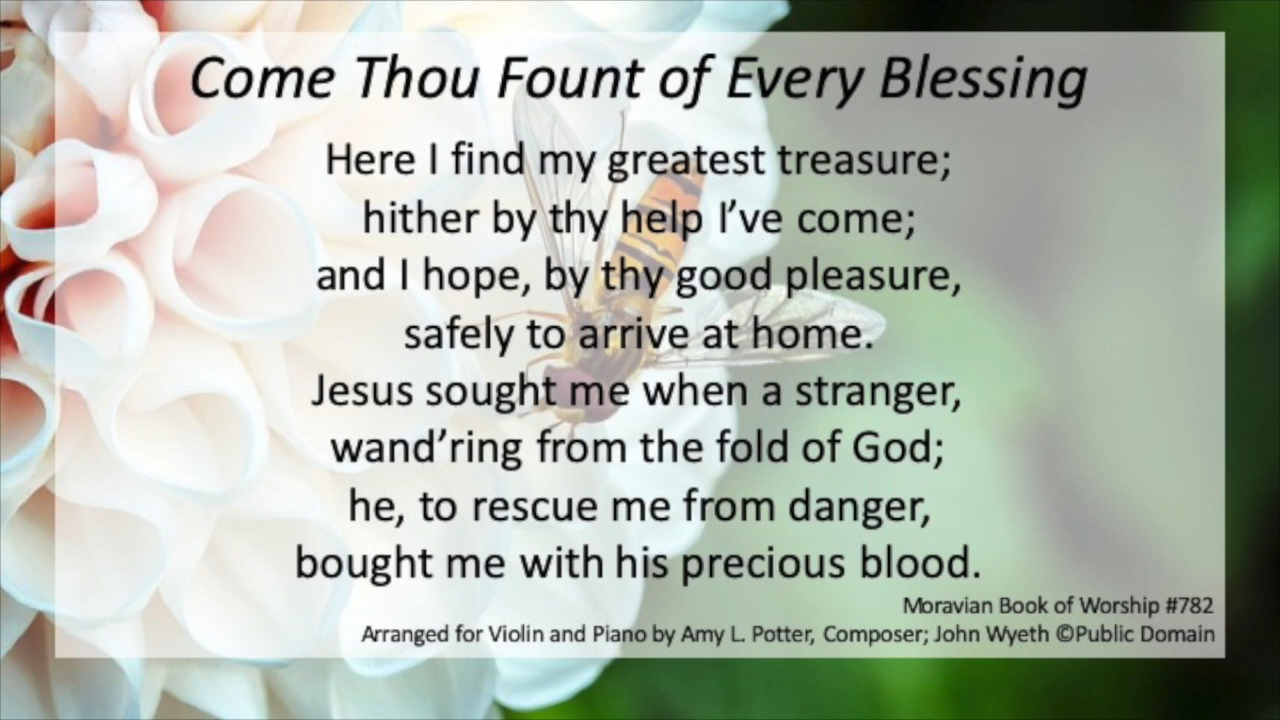 Come Thou Fount of Every Blessing
Here I find my greatest treasure;
hither by thy help I’ve come;
and I hope, by thy good pleasure,
safely to arrive at home.
Jesus sought me when a stranger,
wand’ring from the fold of God;
he, to rescue me from danger,
bought me with his precious blood.
Moravian Book of Worship #782
Arranged for Violin and Piano by Amy L. Potter, Composer; John Wyeth ©Public Domain